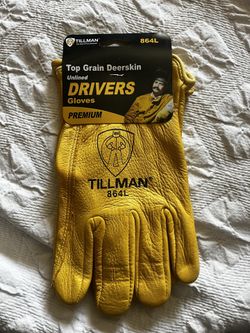 TILLMAN
864L
Top Grain Deerskin
Unlined
DRIVERS
Gloves
PREMIUM
TILLMAN®
864L